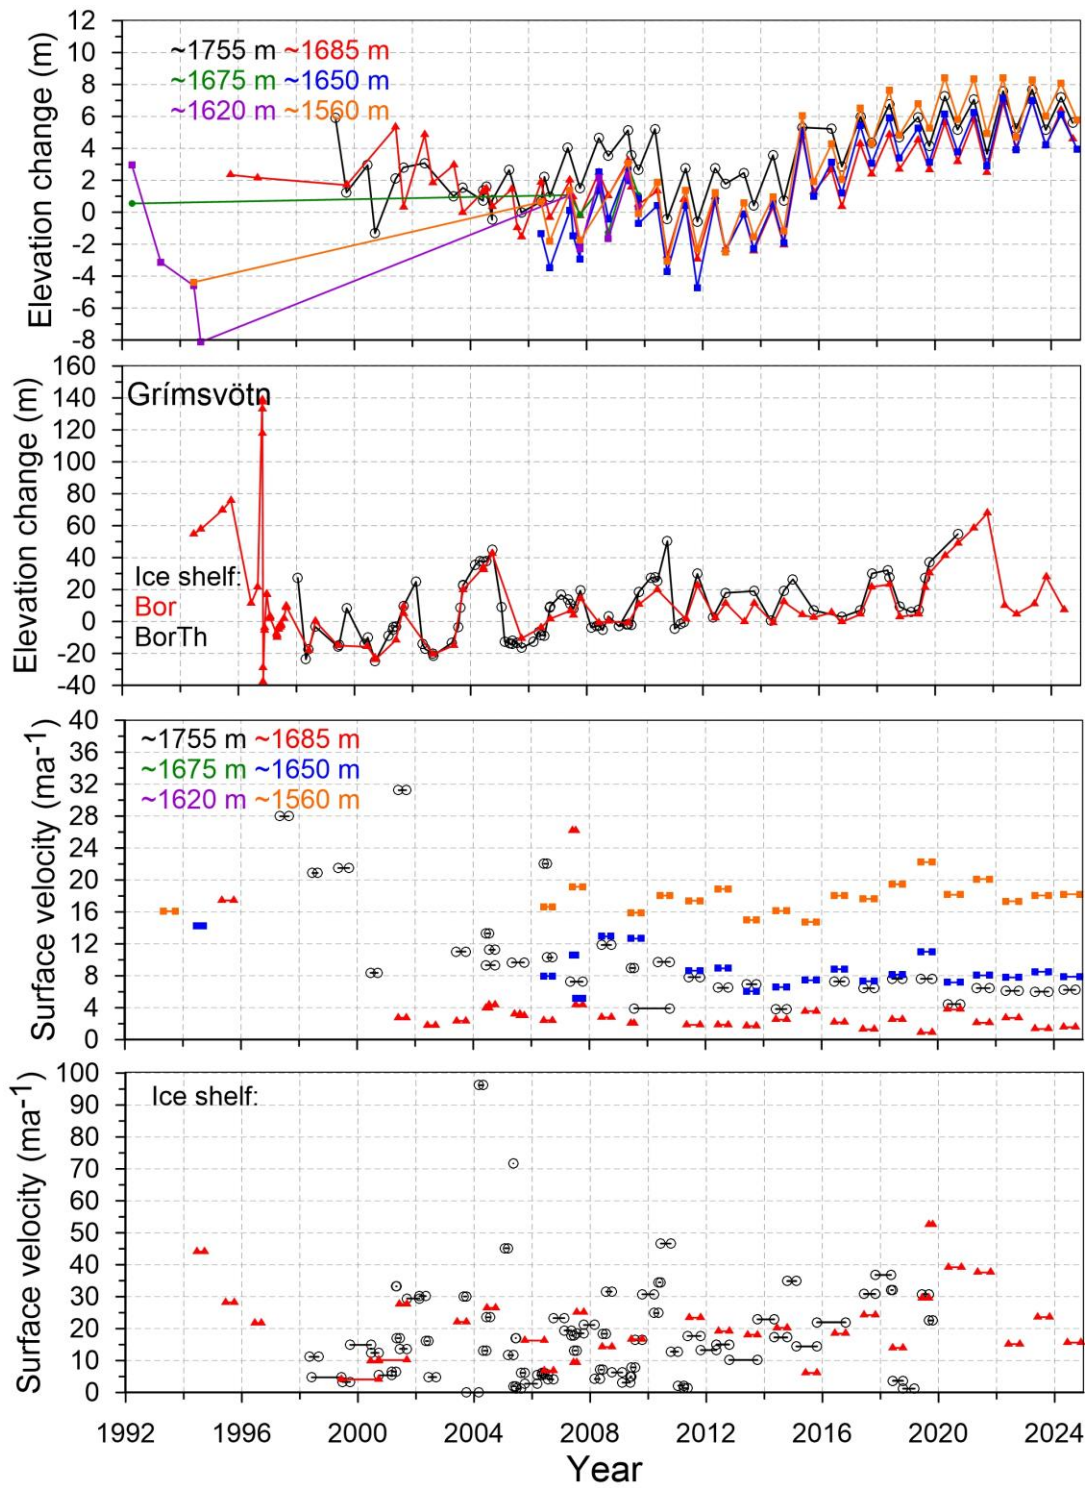 Elevation change (m)
12
10
8
6
4
2
0
-2
-4
-6
-8
~1755 m ~1685 m
~1675 m ~1650 m
~1620 m ~1560 m
Elevation change (m)
160
140
120
100
80
60
40
20
0
-20
-40
Grímsvötn
Ice shelf:
Bor
BorTh
Surface velocity (ma-1)
40
36
32
28
24
20
16
12
8
4
0
~1755 m ~1685 m
~1675 m ~1650 m
~1620 m ~1560 m
Surface velocity (ma-1)
100
90
80
70
60
50
40
30
20
10
0
Ice shelf:
1992 1996 2000 2004 2008 2012 2016 2020 2024
Year